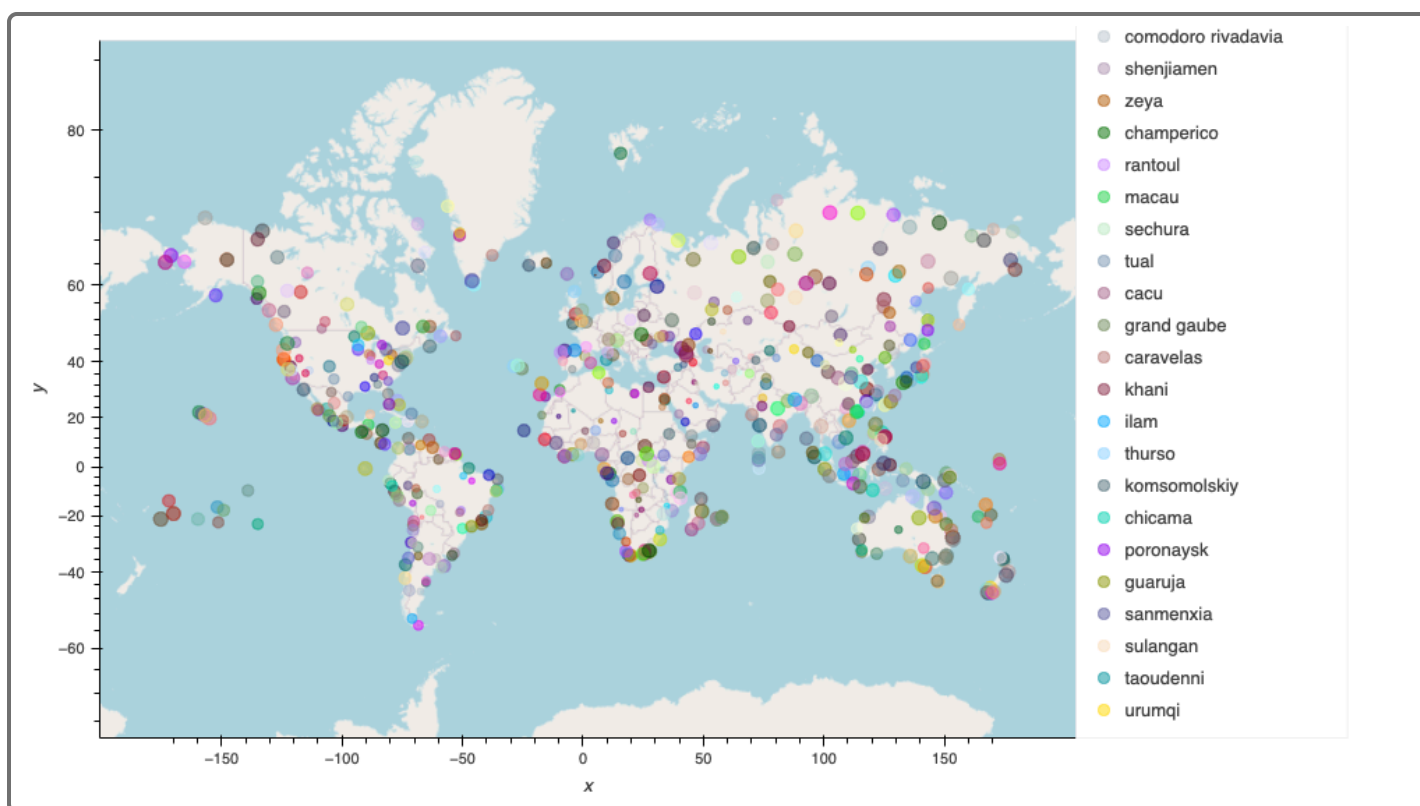 comodoro rivadavia
shenjiamen
zeya
champerico
rantoul
macau
sechura
tual
cacu
grand gaube
caravelas
khani
ilam
thurso
komsomolskiy
chicama
poronaysk
guaruja
sanmenxia
sulangan
taoudenni
urumqi
80
60
40
20
0
−20
−40
−60
y
−150
−100
−50
0
50
100
150
x